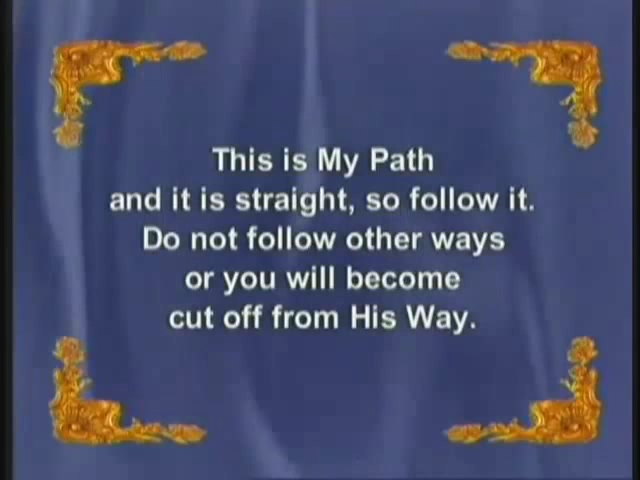 This is My Path
and it is straight, so follow it.
Do not follow other ways
or you will become
cut off from His Way.